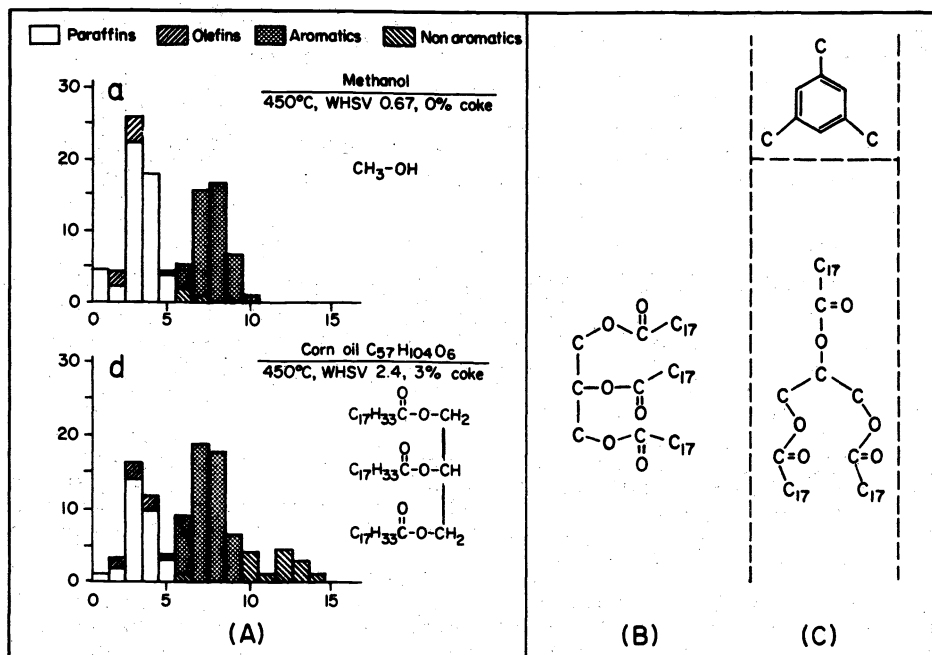 Paraffins Olefins Aromatics Non aromatics
a
Methanol
450°C, WHSV 0.67, 0% coke
CH3-OH
30
20
10
0
0 5 10 15
d
Corn oil C57H104O6
450°C, WHSV 2.4, 3% coke
O
C17H33C-O-CH2
O
C17H33C-O-CH
O
C17H33C-O-CH2
30
20
10
0
0 5 10 15
(A)
O
C O C C17
C17
C O C
O
C O C C17
O
(B)
C
C C
C17
C=O
O
C
C C
O O
C=O C=O
C17 C17
(C)